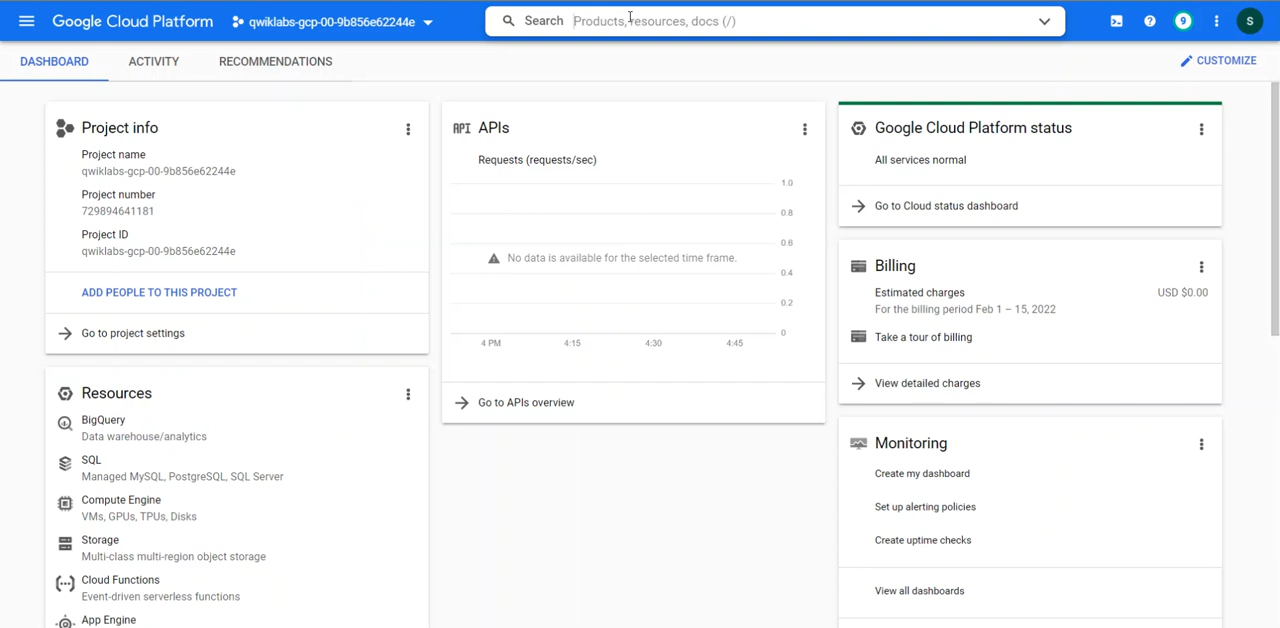 Google Cloud Platform
qwiklabs-gcp-00-9b856e62244e
Search Products, resources, docs (/)
9
S
DASHBOARD
ACTIVITY
RECOMMENDATIONS
CUSTOMIZE
Project info
Project name
qwiklabs-gcp-00-9b856e62244e
Project number
729894641181
Project ID
qwiklabs-gcp-00-9b856e62244e
ADD PEOPLE TO THIS PROJECT
Go to project settings
Resources
BigQuery
Data warehouse/analytics
SQL
Managed MySQL, PostgreSQL, SQL Server
Compute Engine
VMs, GPUs, TPUs, Disks
Storage
Multi-class multi-region object storage
Cloud Functions
Event-driven serverless functions
App Engine
API APIs
Requests (requests/sec)
1.0
0.8
0.6
No data is available for the selected time frame.
0.4
0.2
0
4 PM 4:15 4:30 4:45
Go to APIs overview
Google Cloud Platform status
All services normal
Go to Cloud status dashboard
Billing
Estimated charges USD $0.00
For the billing period Feb 1 – 15, 2022
Take a tour of billing
View detailed charges
Monitoring
Create my dashboard
Set up alerting policies
Create uptime checks
View all dashboards